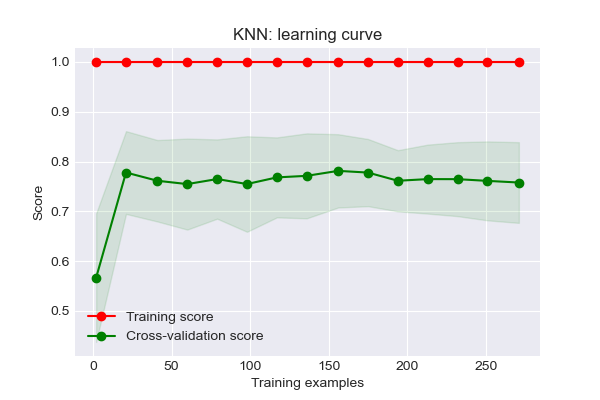 KNN: learning curve
1.0
0.9
0.8
0.7
0.6
0.5
Score
Training score
Cross-validation score
0 50 100 150 200 250
Training examples